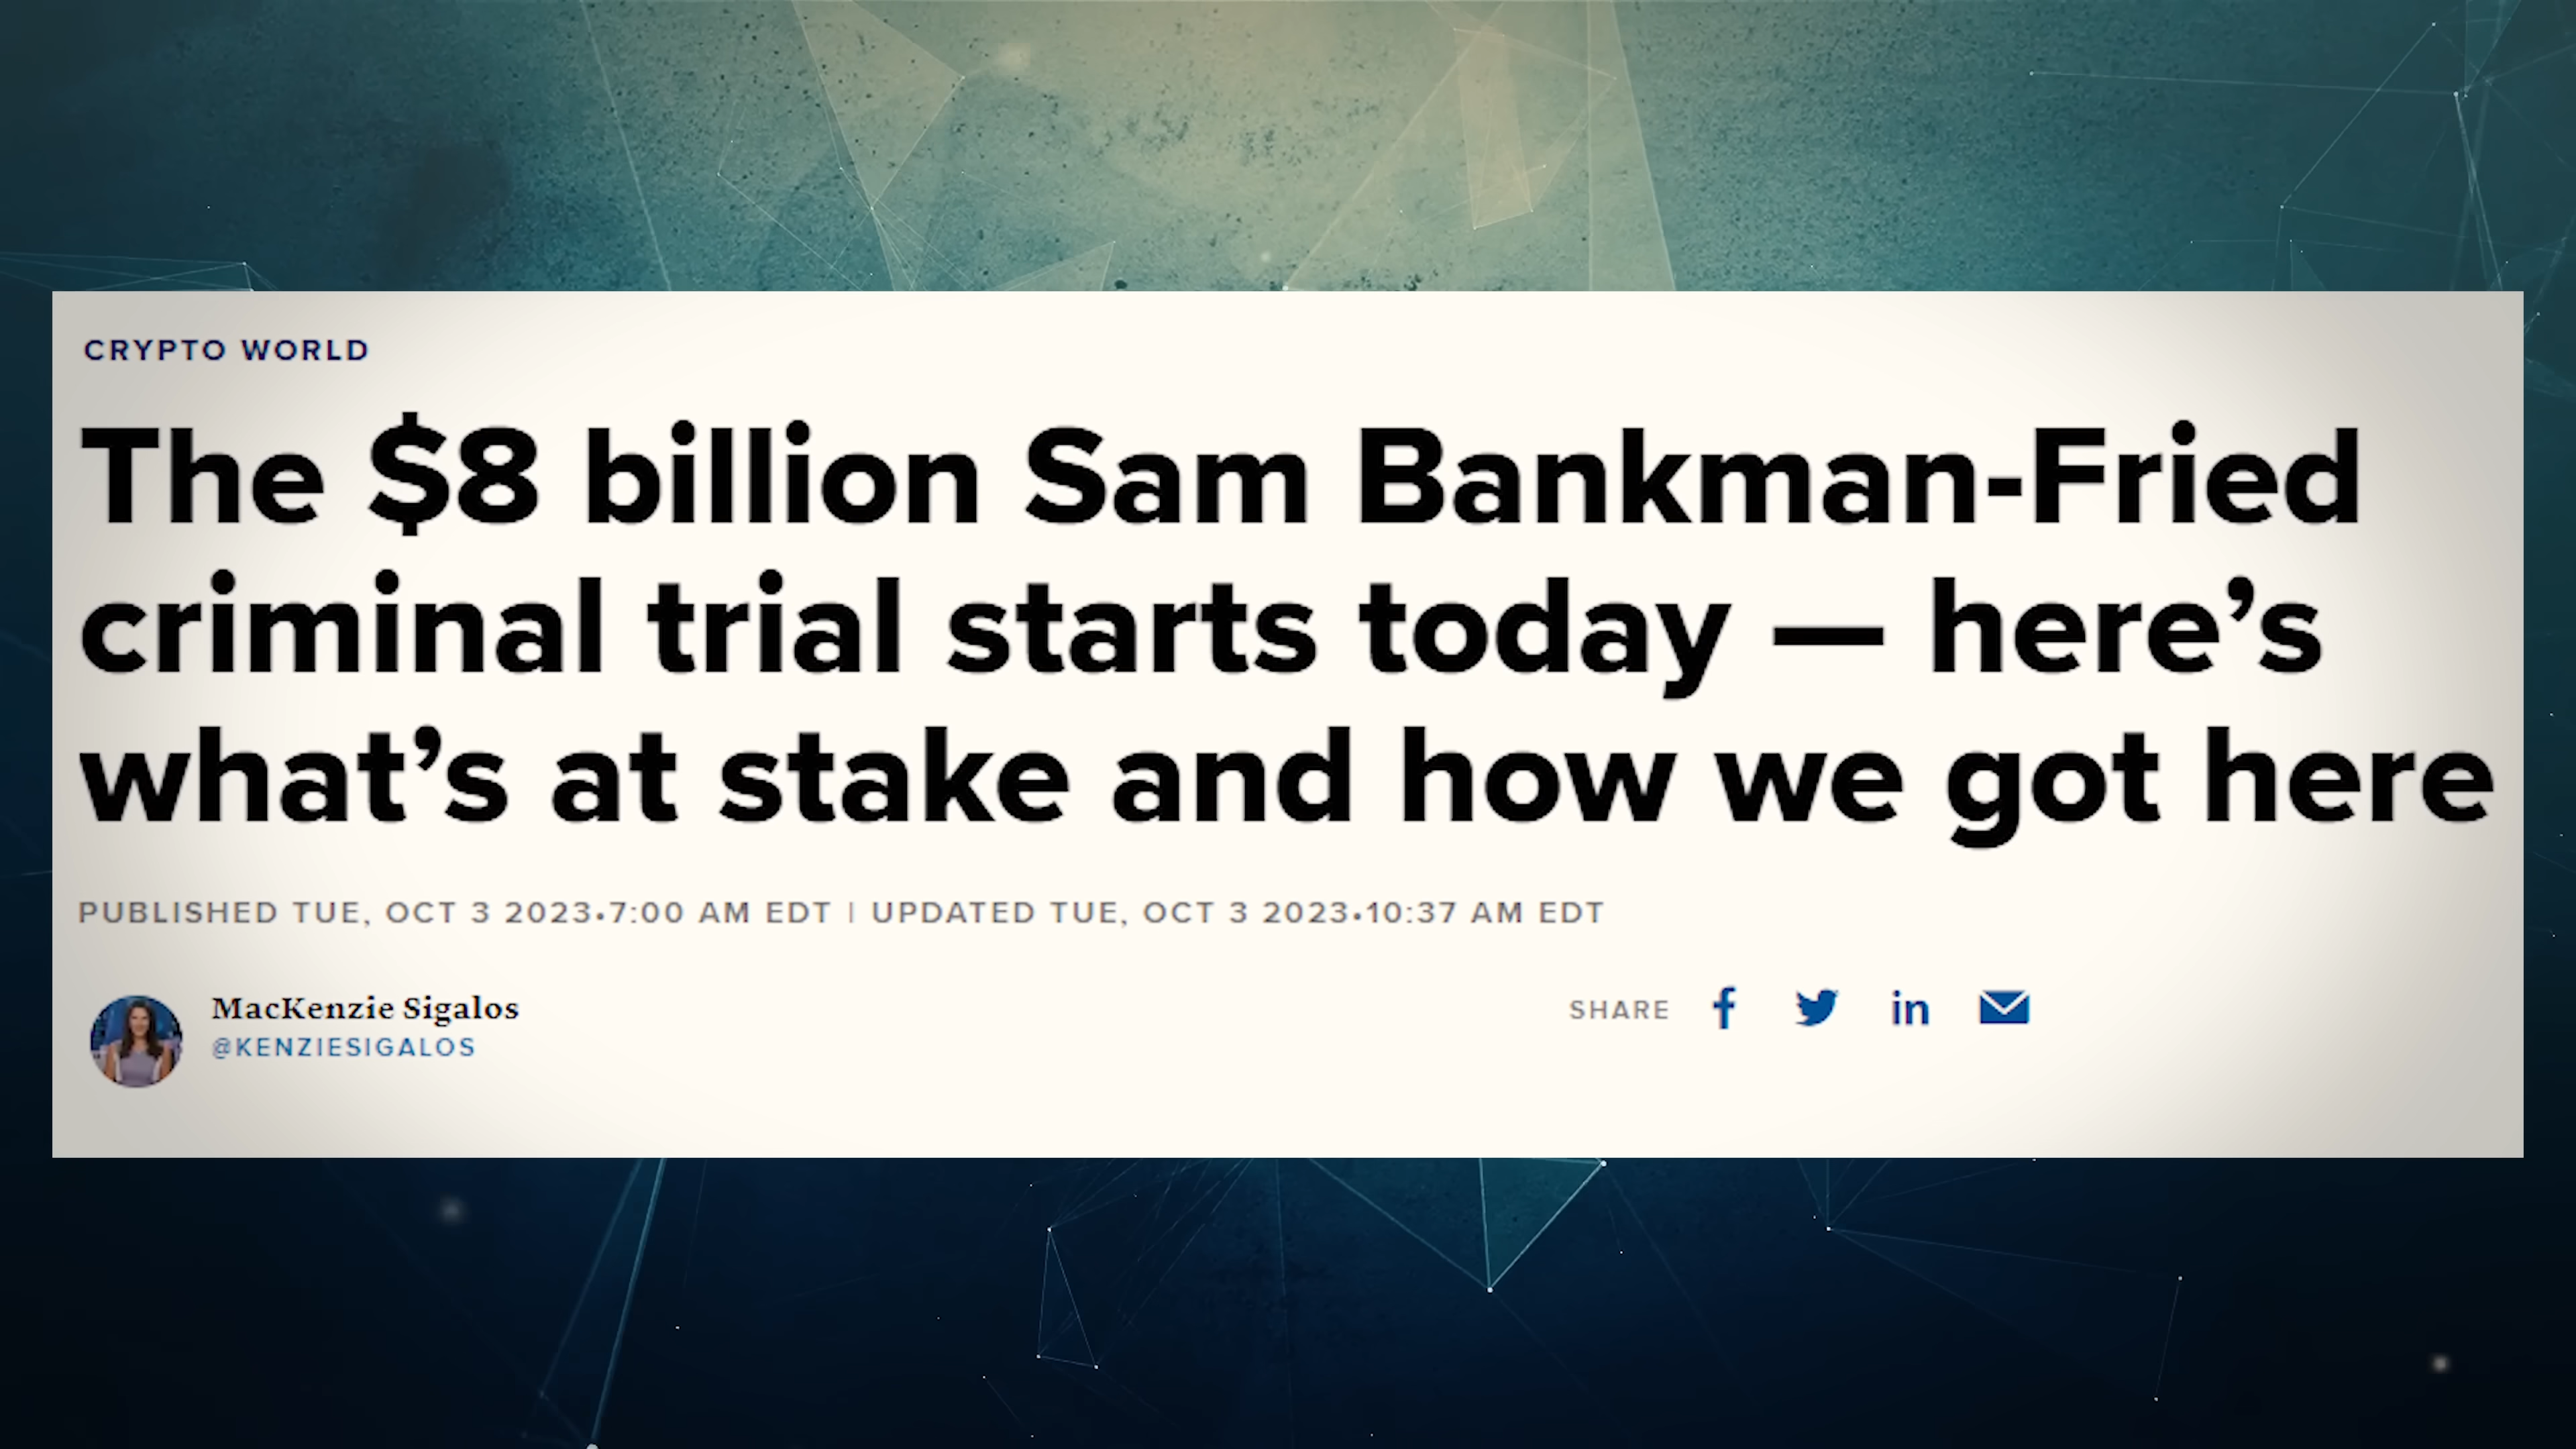 CRYPTO WORLD
The $8 billion Sam Bankman-Fried
criminal trial starts today — here’s
what’s at stake and how we got here
PUBLISHED TUE, OCT 3 2023•7:00 AM EDT | UPDATED TUE, OCT 3 2023•10:37 AM EDT
MacKenzie Sigalos
@KENZIESIGALOS
SHARE